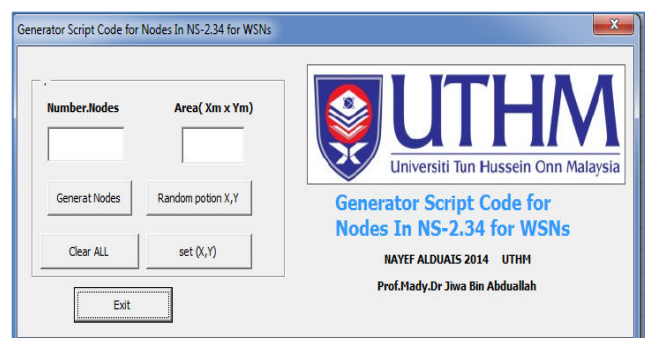 Generator Script Code for Nodes In NS-2.34 for WSNs
.
Number.Nodes Area( Xm x Ym)
Generat Nodes Random potion X,Y
Clear ALL set (X,Y)
Exit
UTHM
Universiti Tun Hussein Onn Malaysia
Generator Script Code for
Nodes In NS-2.34 for WSNs
NAYEF ALDUAIS 2014 UTHM
Prof.Mady.Dr Jiwa Bin Abduallah